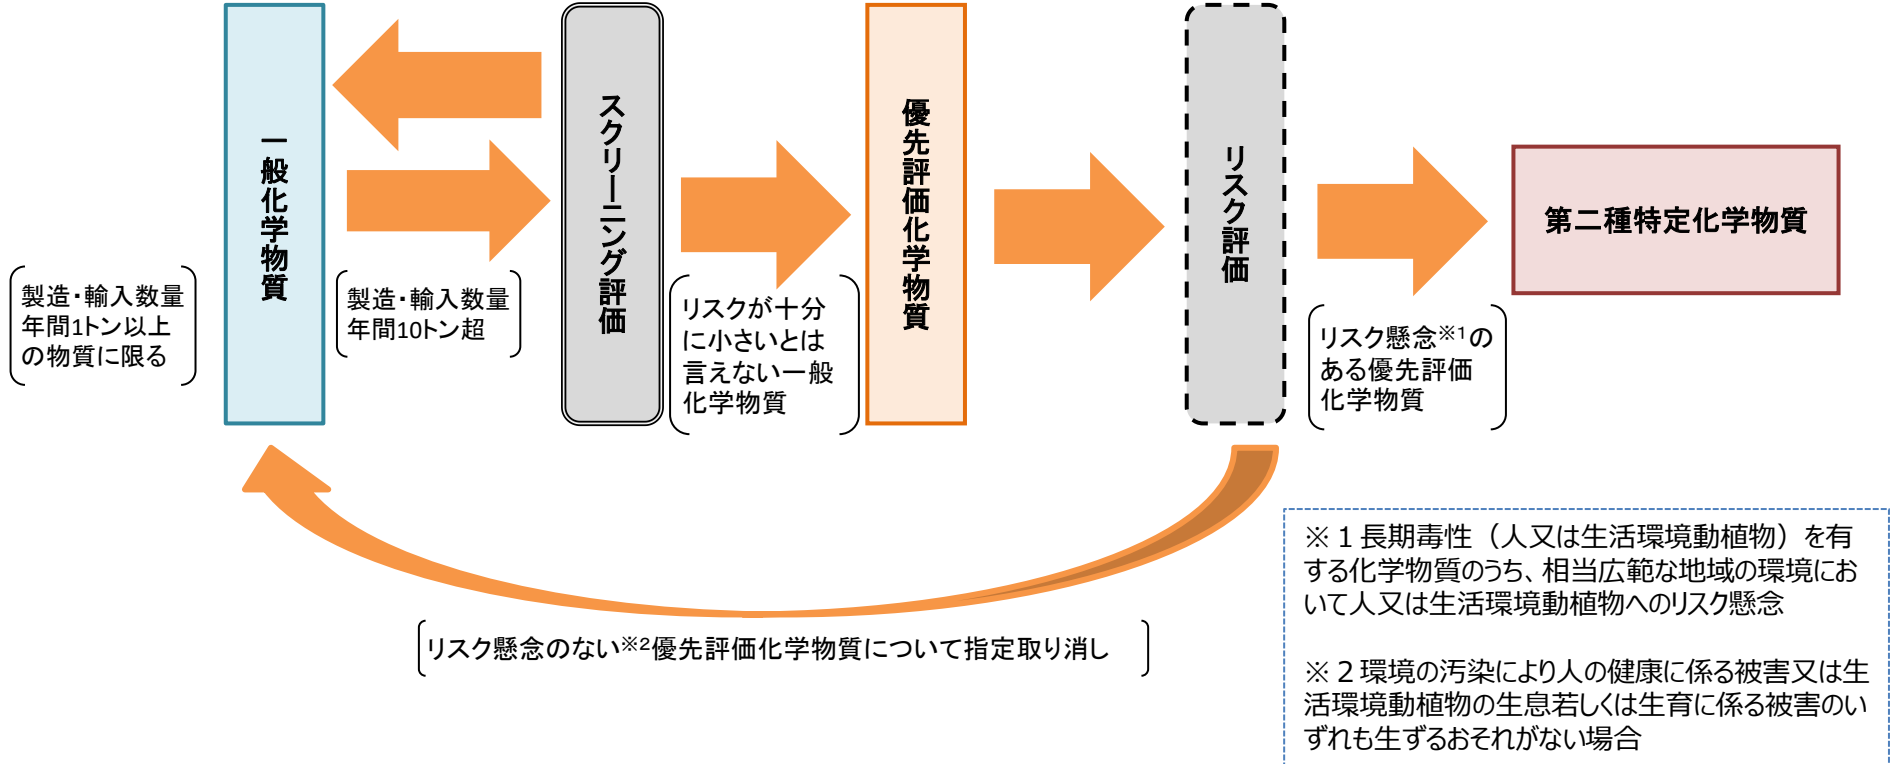 一般化学物質
製造・輸入数量
年間1トン以上
の物質に限る
製造・輸入数量
年間10トン超
スクリーニング評価
リスクが十分
に小さいとは
言えない一般
化学物質
優先評価化学物質
リスク評価
リスク懸念※1の
ある優先評価
化学物質
第二種特定化学物質
リスク懸念のない※2優先評価化学物質について指定取り消し
※１長期毒性（人又は生活環境動植物）を有
する化学物質のうち、相当広範な地域の環境にお
いて人又は生活環境動植物へのリスク懸念
※２環境の汚染により人の健康に係る被害又は生
活環境動植物の生息若しくは生育に係る被害のい
ずれも生ずるおそれがない場合